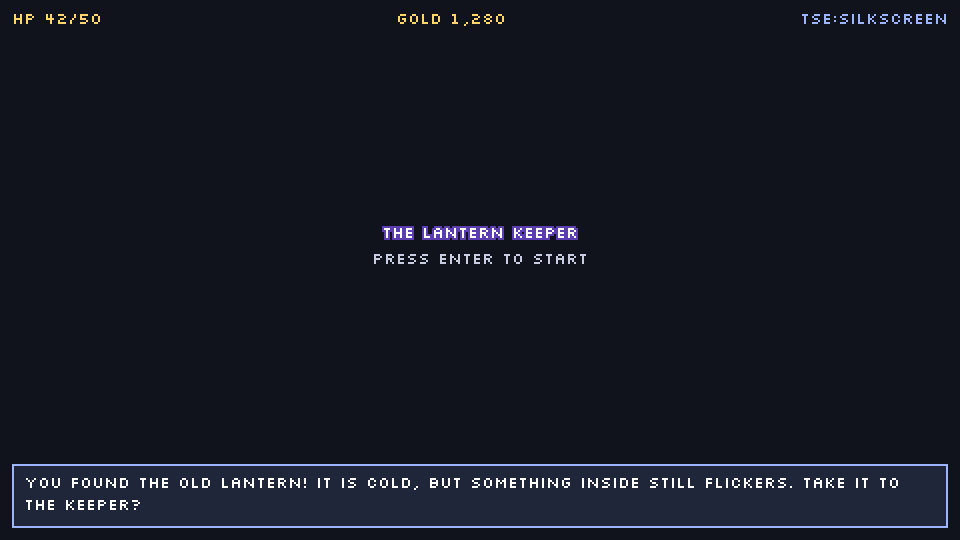 HP 42/50
GOLD 1,280
TSE:SILKSCREEN
THE LANTERN KEEPER
PRESS ENTER TO START
YOU FOUND THE OLD LANTERN! IT IS COLD, BUT SOMETHING INSIDE STILL FLICKERS. TAKE IT TO
THE KEEPER?